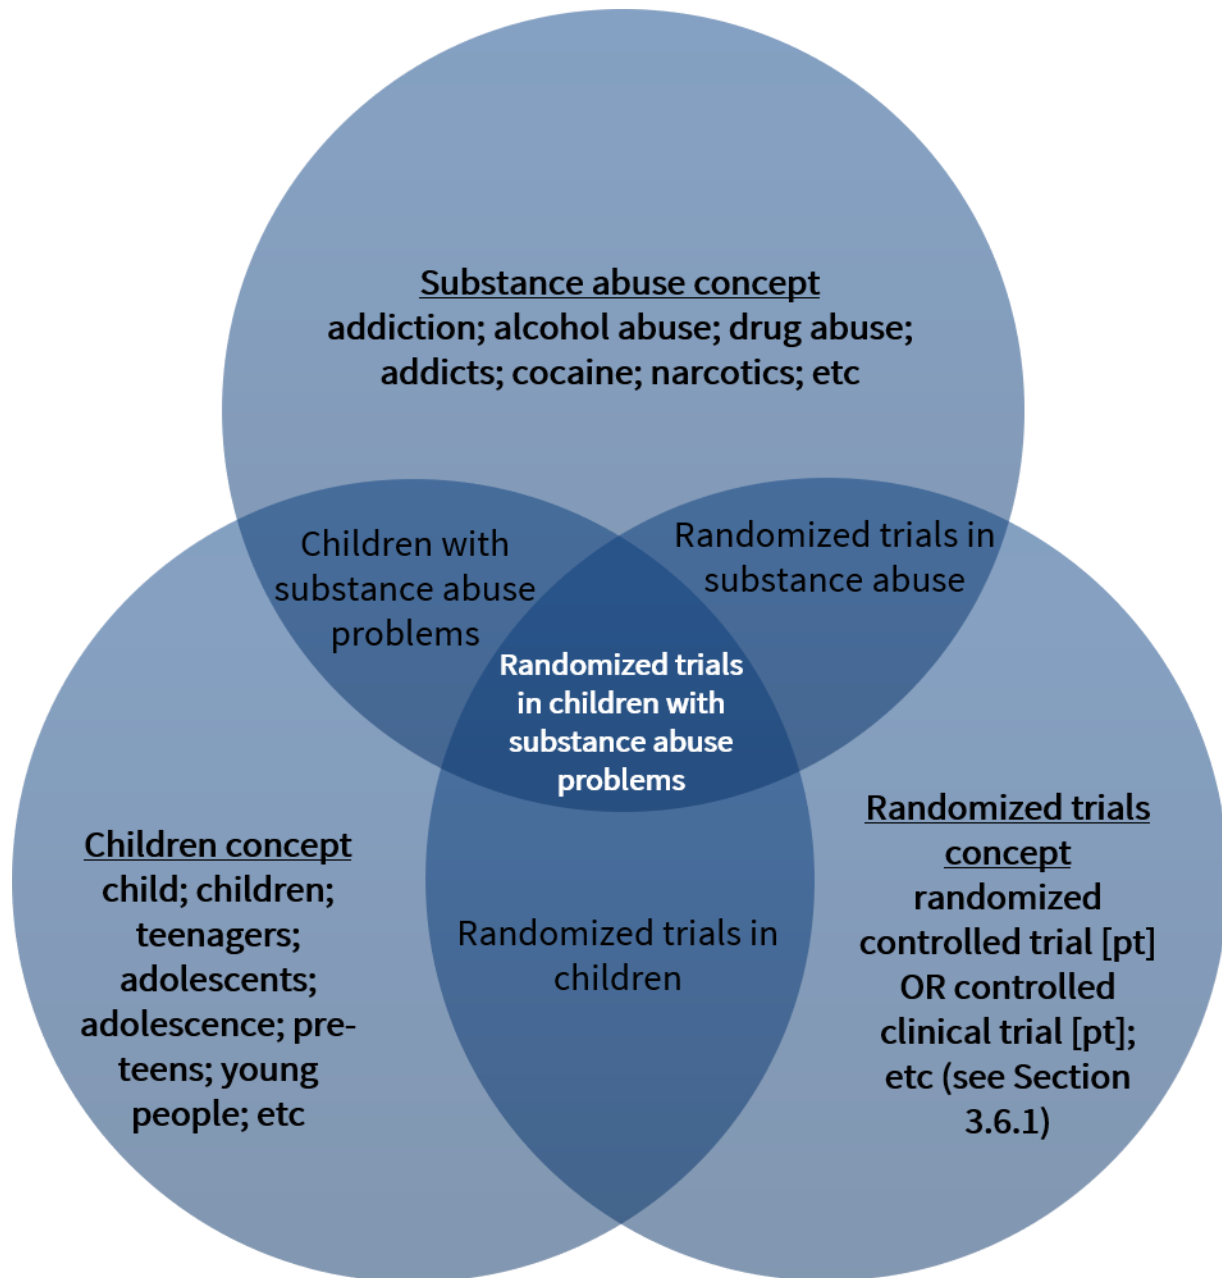 Substance abuse concept
addiction; alcohol abuse; drug abuse;
addicts; cocaine; narcotics; etc
Children with
substance abuse
problems
Randomized trials in
substance abuse
Randomized trials
in children with
substance abuse
problems
Children concept
child; children;
teenagers;
adolescents;
adolescence; pre-
teens; young
people; etc
Randomized trials in
children
Randomized trials
concept
randomized
controlled trial [pt]
OR controlled
clinical trial [pt];
etc (see Section
3.6.1)